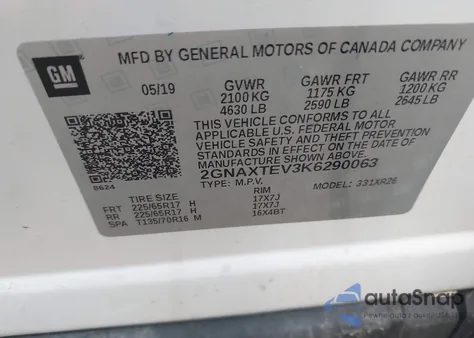 MFD BY GENERAL MOTORS OF CANADA COMPANY
GM
05/19 GVWR GAWR FRT GAWR RR
2100 KG 1175 KG 1200 KG
4630 LB 2590 LB 2645 LB
THIS VEHICLE CONFORMS TO ALL
APPLICABLE U.S. FEDERAL MOTOR
VEHICLE SAFETY AND THEFT PREVENTION
STANDARDS IN EFFECT ON THE DATE OF
MANUFACTURE SHOWN ABOVE.
2GNAXTEV3K6290063
8624 TYPE: M.P.V. MODEL: 331XR26
TIRE SIZE RIM
FRT 225/65R17 H 17X7J
RR 225/65R17 H 17X7J
SPA T135/70R16 M 16X4BT
autoSnap